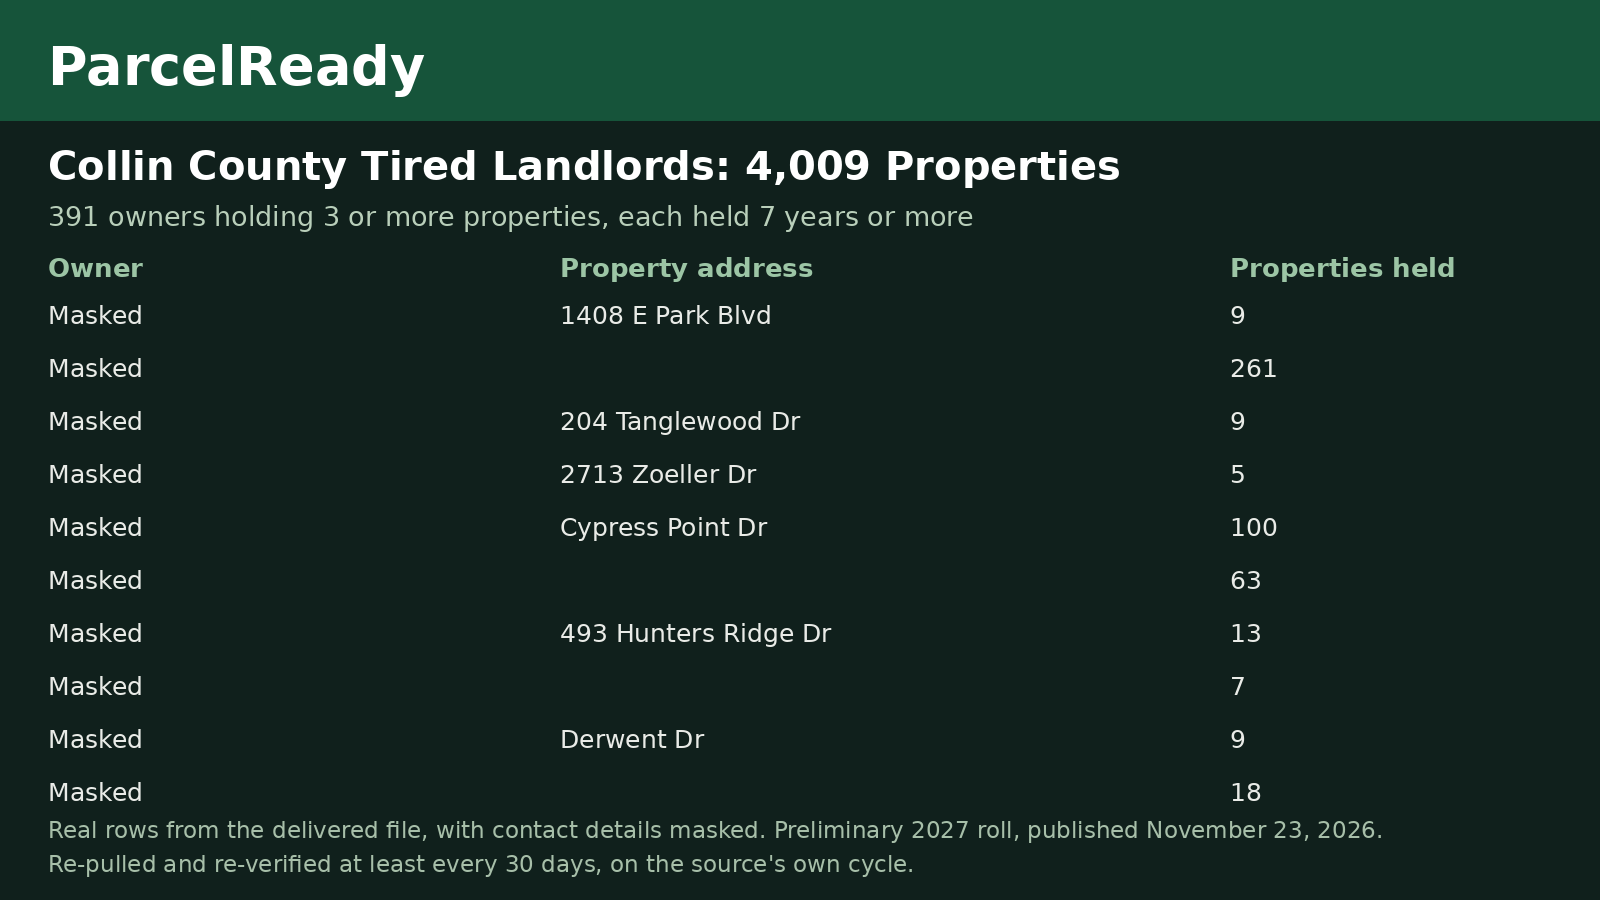 ParcelReady
Collin County Tired Landlords: 4,009 Properties
391 owners holding 3 or more properties, each held 7 years or more
Owner Property address Properties held
Masked 1408 E Park Blvd 9
Masked 261
Masked 204 Tanglewood Dr 9
Masked 2713 Zoeller Dr 5
Masked Cypress Point Dr 100
Masked 63
Masked 493 Hunters Ridge Dr 13
Masked 7
Masked Derwent Dr 9
Masked 18
Real rows from the delivered file, with contact details masked. Preliminary 2027 roll, published November 23, 2026.
Re-pulled and re-verified at least every 30 days, on the source's own cycle.